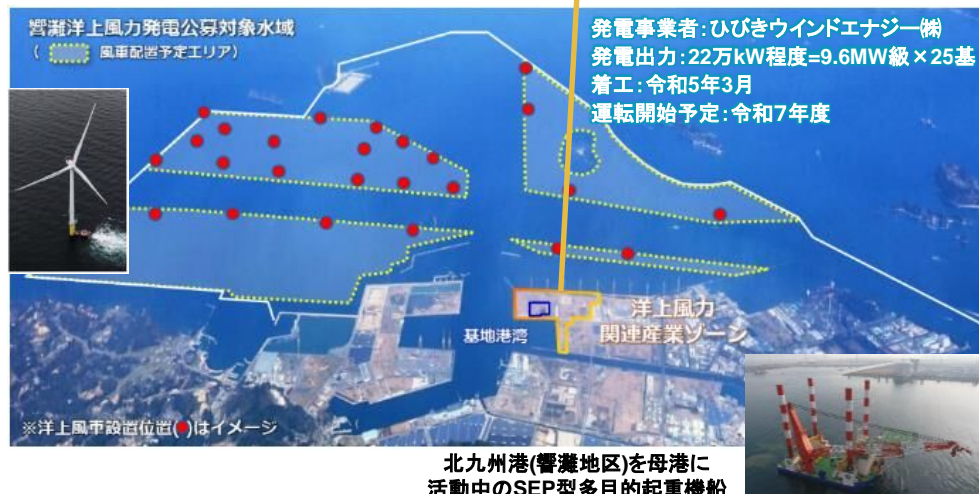 響灘洋上風力発電公募対象水域
( 風車配置予定エリア)
発電事業者:ひびきウインドエナジー㈱
発電出力:22万kW程度=9.6MW級×25基
着工:令和5年3月
運転開始予定:令和7年度
基地港湾
洋上風力
関連産業ゾーン
※洋上風車設置位置(●)はイメージ
北九州港(響灘地区)を母港に
活動中のSEP型多目的起重機船